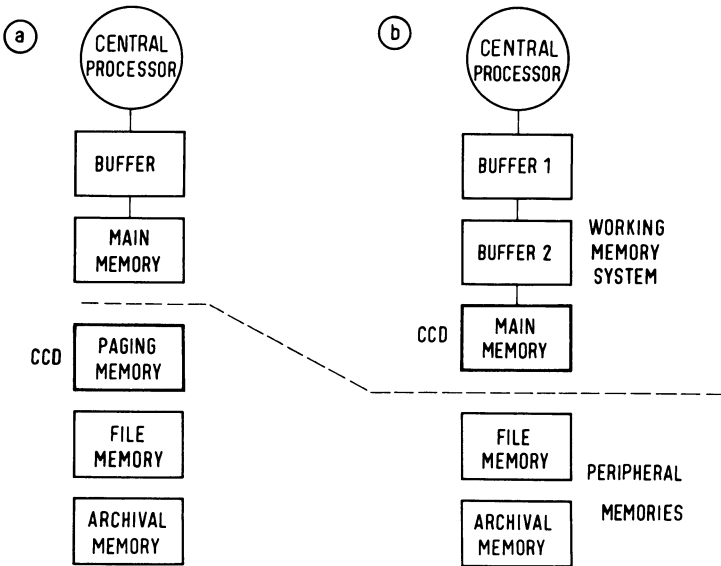 a
CENTRAL
PROCESSOR
BUFFER
MAIN
MEMORY
CCD
PAGING
MEMORY
FILE
MEMORY
ARCHIVAL
MEMORY
b
CENTRAL
PROCESSOR
BUFFER 1
BUFFER 2
WORKING
MEMORY
SYSTEM
CCD
MAIN
MEMORY
FILE
MEMORY
PERIPHERAL
MEMORIES
ARCHIVAL
MEMORY